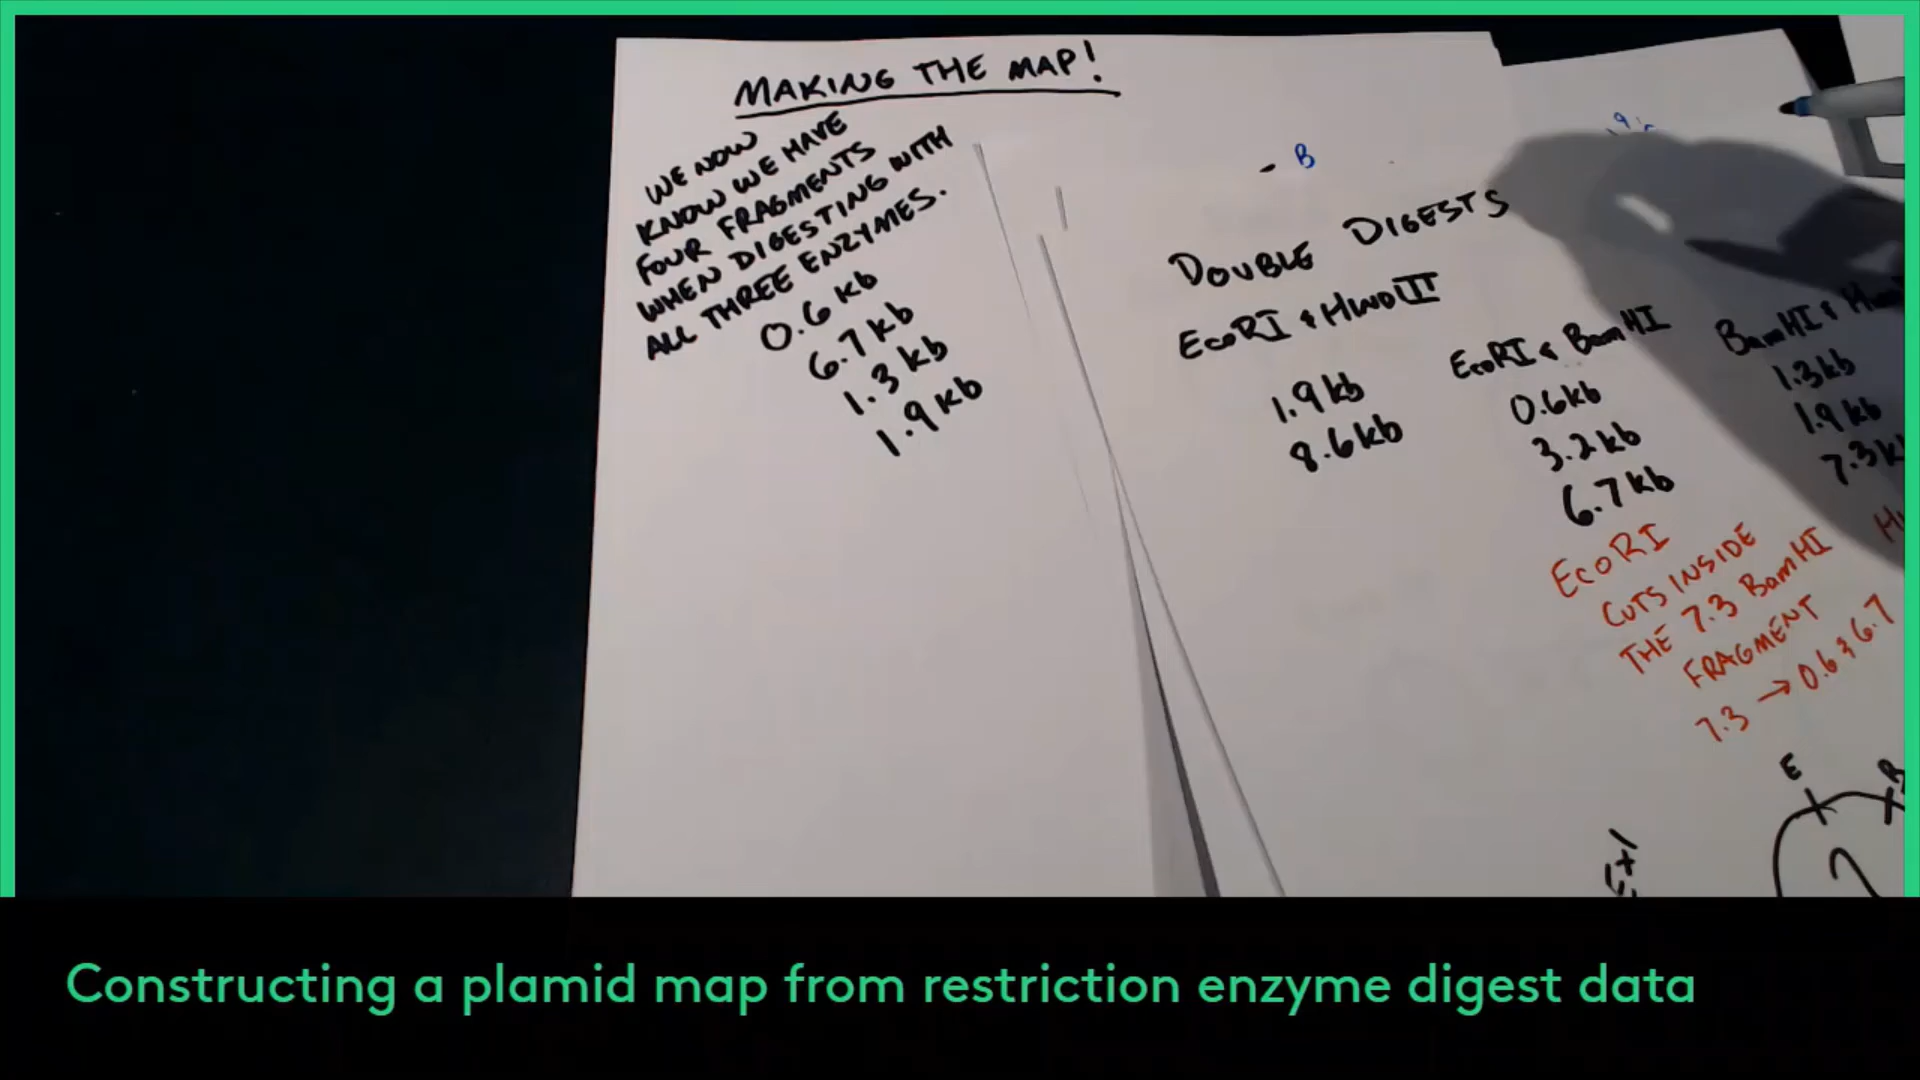 MAKING THE MAP!
WE NOW
KNOW WE HAVE
FOUR FRAGMENTS
WHEN DIGESTING WITH
ALL THREE ENZYMES.
0.6 kb
6.7 kb
1.3 kb
1.9 kb
- B
DOUBLE DIGESTS
EcoRI & HindIII
1.9 kb
8.6 kb
EcoRI & BamHI
0.6 kb
3.2 kb
6.7 kb
BamHI &
1.3 kb
1.9 kb
7.3 k
EcoRI
CUTS INSIDE
THE 7.3 BamHI
FRAGMENT
7.3 → 0.6 & 6.7
E
Constructing a plamid map from restriction enzyme digest data